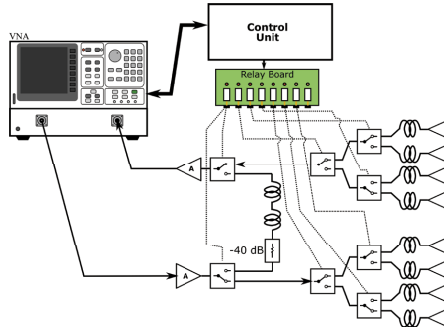 VNA
Control
Unit
Relay Board
A
-40 dB
A